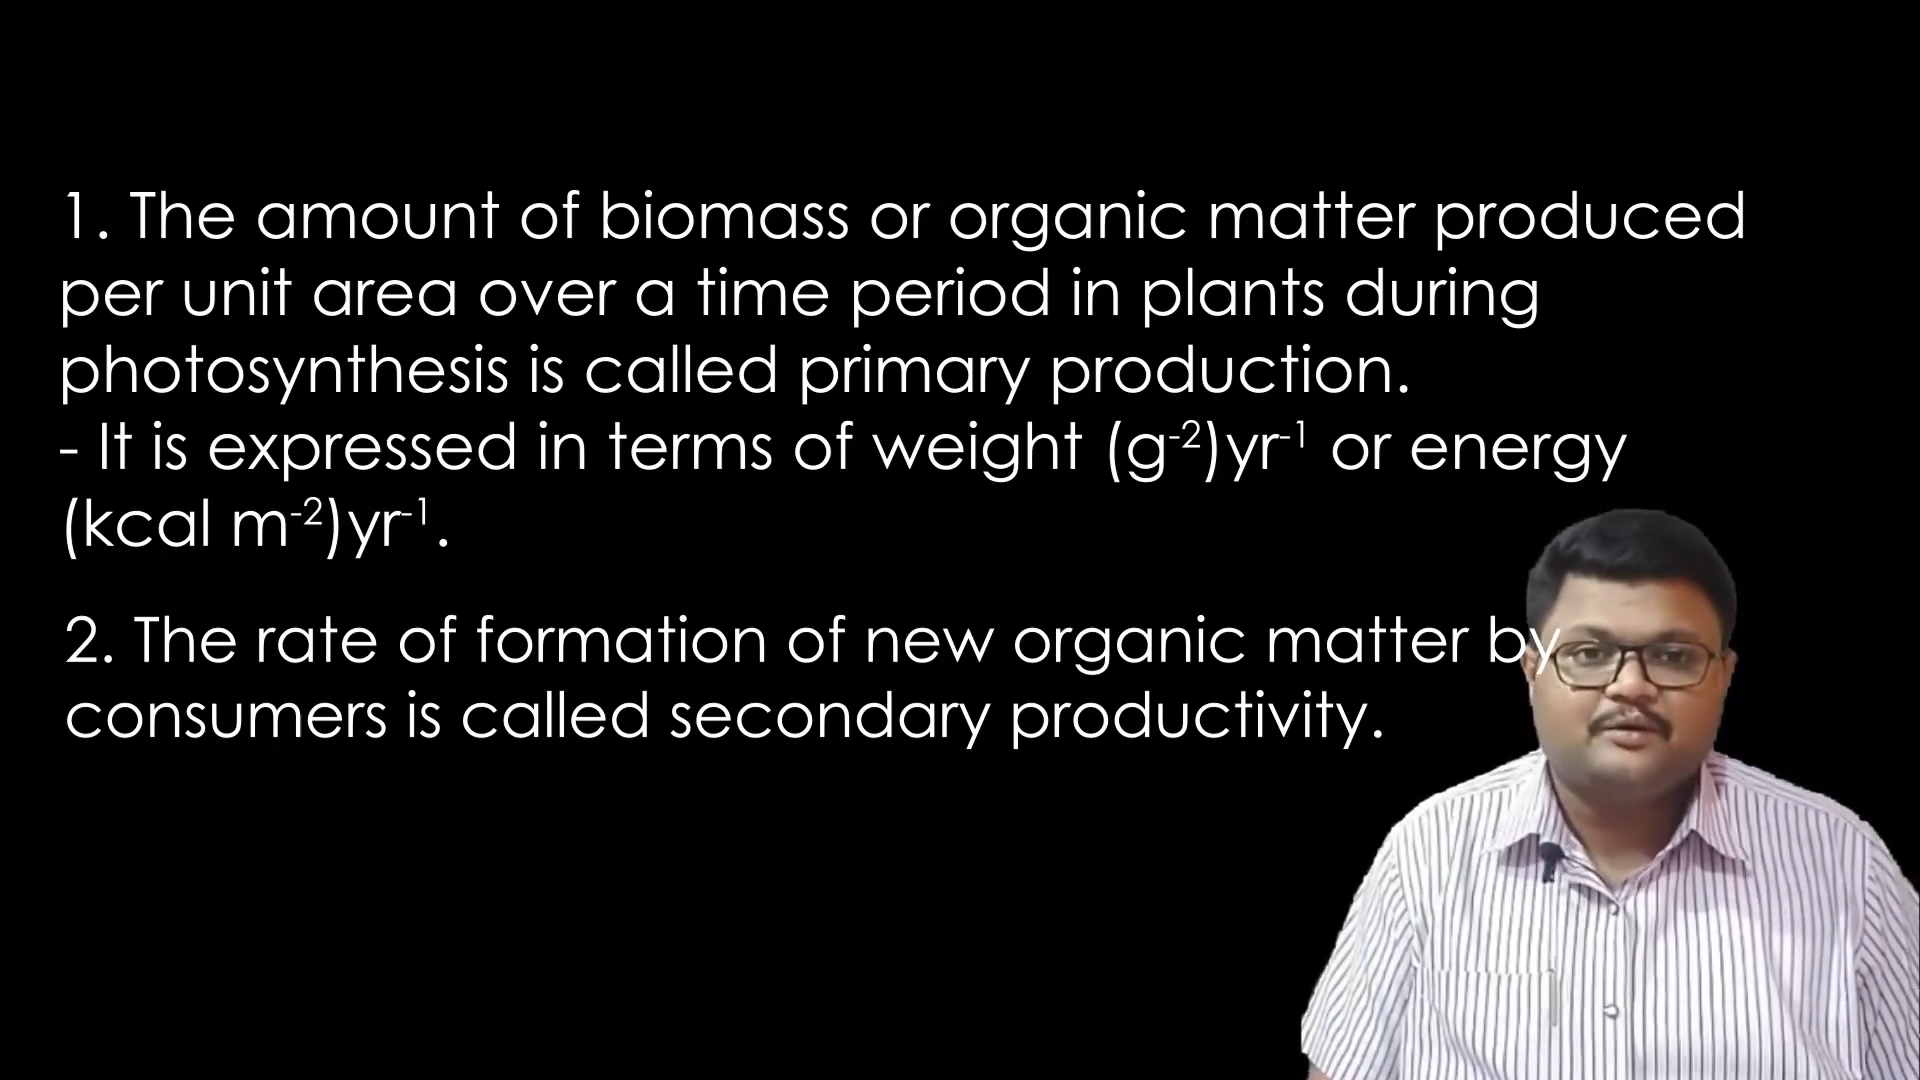 1. The amount of biomass or organic matter produced
per unit area over a time period in plants during
photosynthesis is called primary production.
- It is expressed in terms of weight (g⁻²)yr⁻¹ or energy
(kcal m⁻²)yr⁻¹.
2. The rate of formation of new organic matter by
consumers is called secondary productivity.